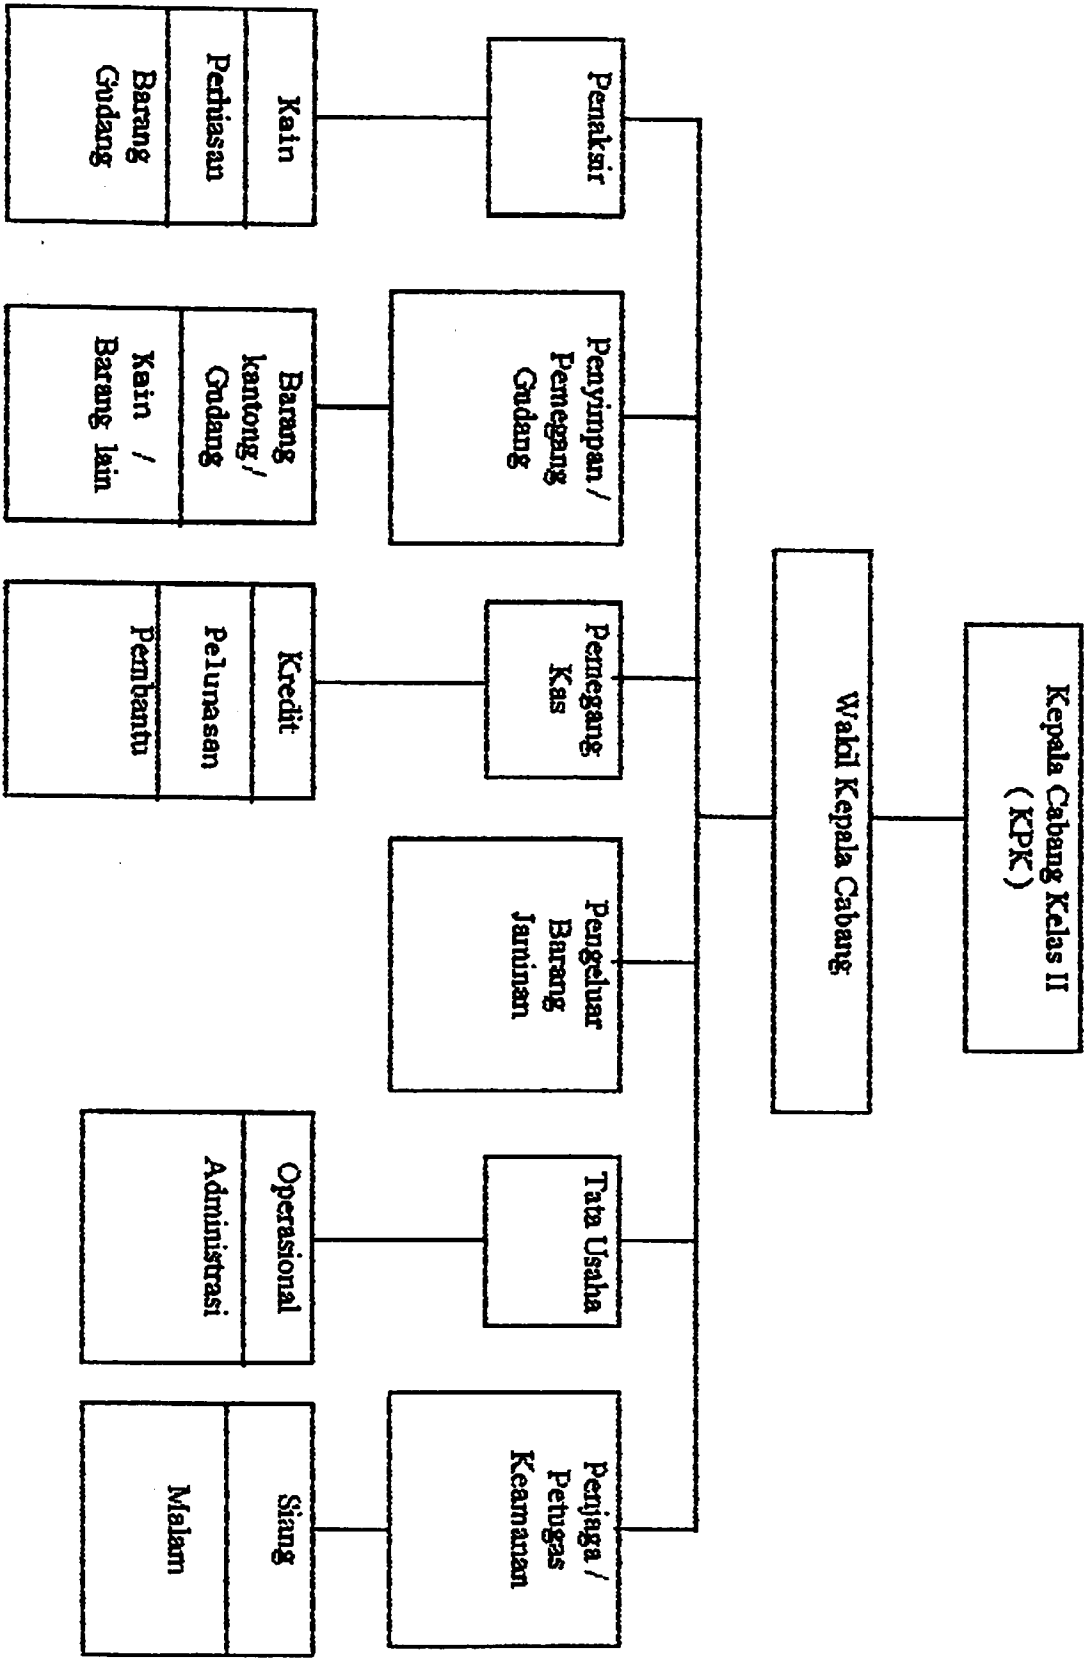 Kepala Cabang Kelas II
( KPK )
Wakil Kepala Cabang
Penaksir
Penyimpan /
Pemegang
Gudang
Pemegang
Kas
Pengeluar
Barang
Jaminan
Tata Usaha
Penjaga /
Petugas
Keamanan
Kain
Perhiasan
Barang
Gudang
Barang
kantong /
Gudang
Kain /
Barang lain
Kredit
Pelunasan
Pembantu
Operasional
Administrasi
Siang
Malam